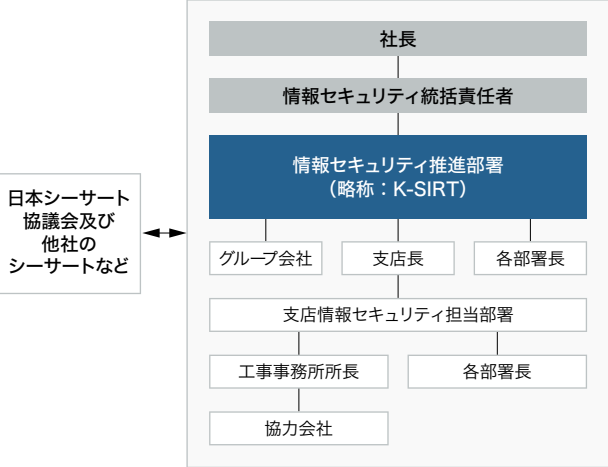 社長
情報セキュリティ統括責任者
情報セキュリティ推進部署
（略称：K-SIRT）
日本シーサート
協議会及び
他社の
シーサートなど
グループ会社
支店長
各部署長
支店情報セキュリティ担当部署
工事事務所所長
各部署長
協力会社